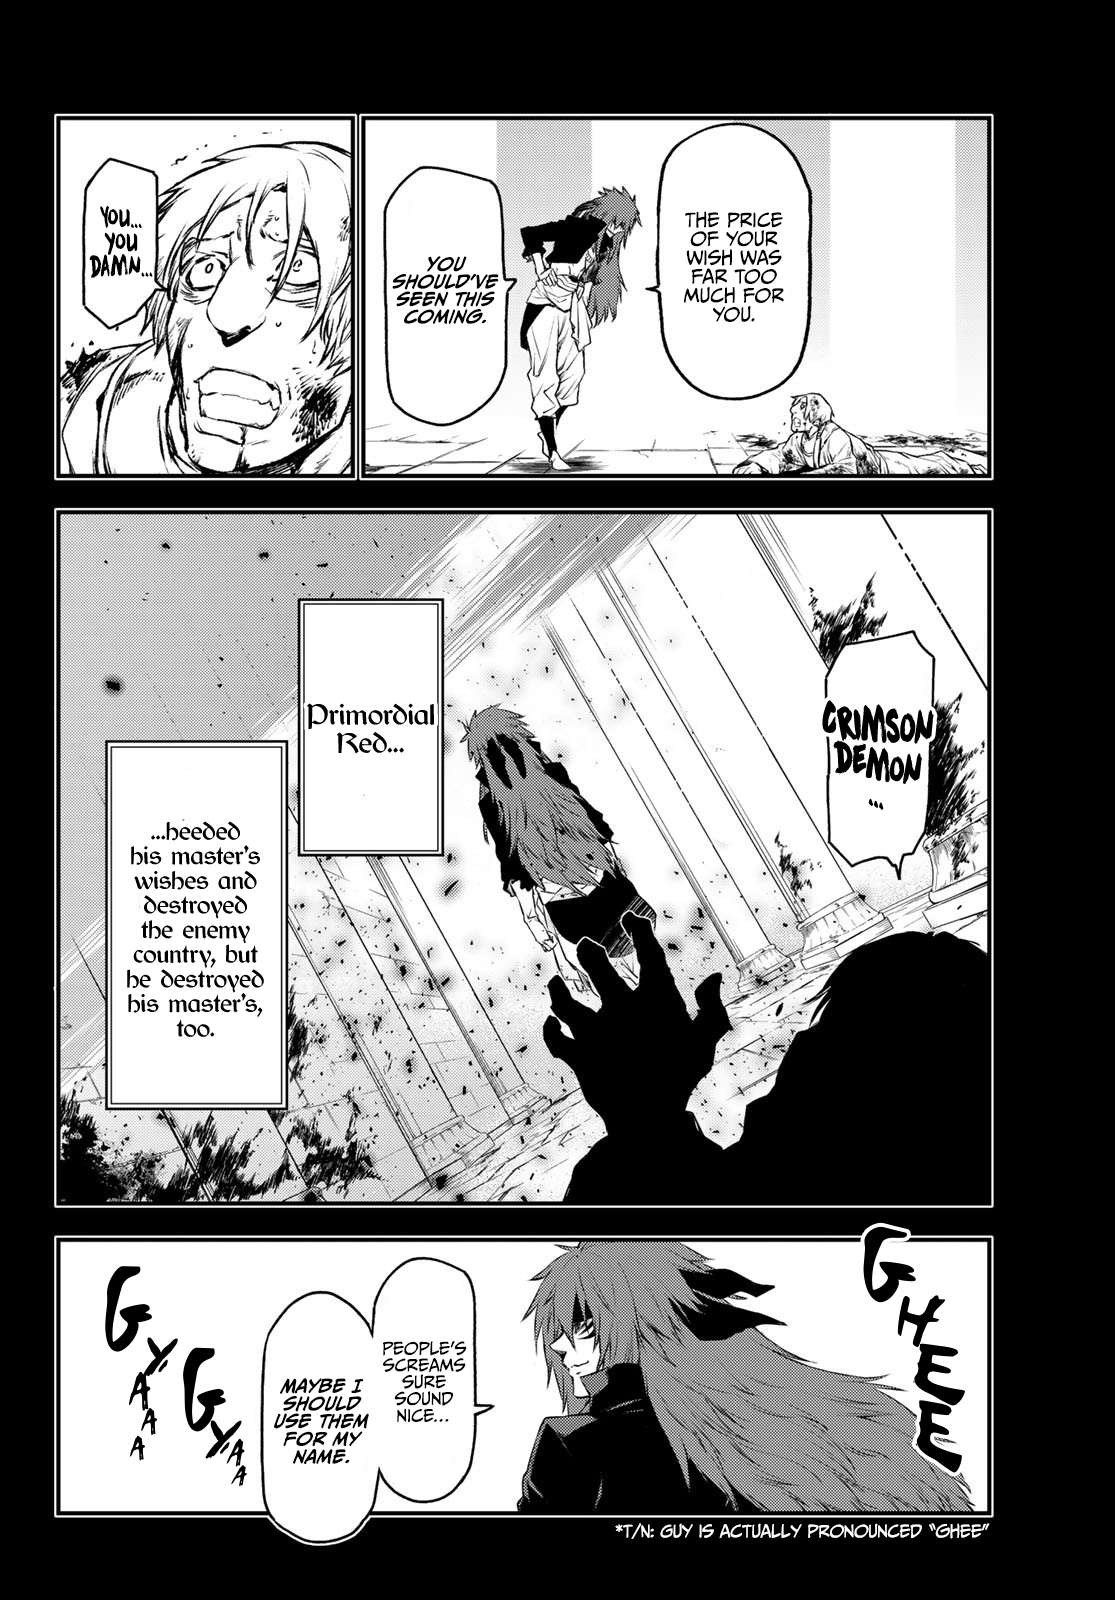 THE PRICE
OF YOUR
WISH WAS
FAR TOO
MUCH FOR
YOU.
YOU
SHOULD'VE
SEEN THIS
COMING.
YOU...
YOU
DAMN...
CRIMSON
DEMON
...
Primordial
Red...
...heeded
his master's
wishes and
destroyed
the enemy
country, but
he destroyed
his master's,
too.
GHEEE
PEOPLE'S
SCREAMS
SURE
SOUND
NICE...
MAYBE I
SHOULD
USE THEM
FOR MY
NAME.
GYAAA
GYAAA
*T/N: GUY IS ACTUALLY PRONOUNCED "GHEE"